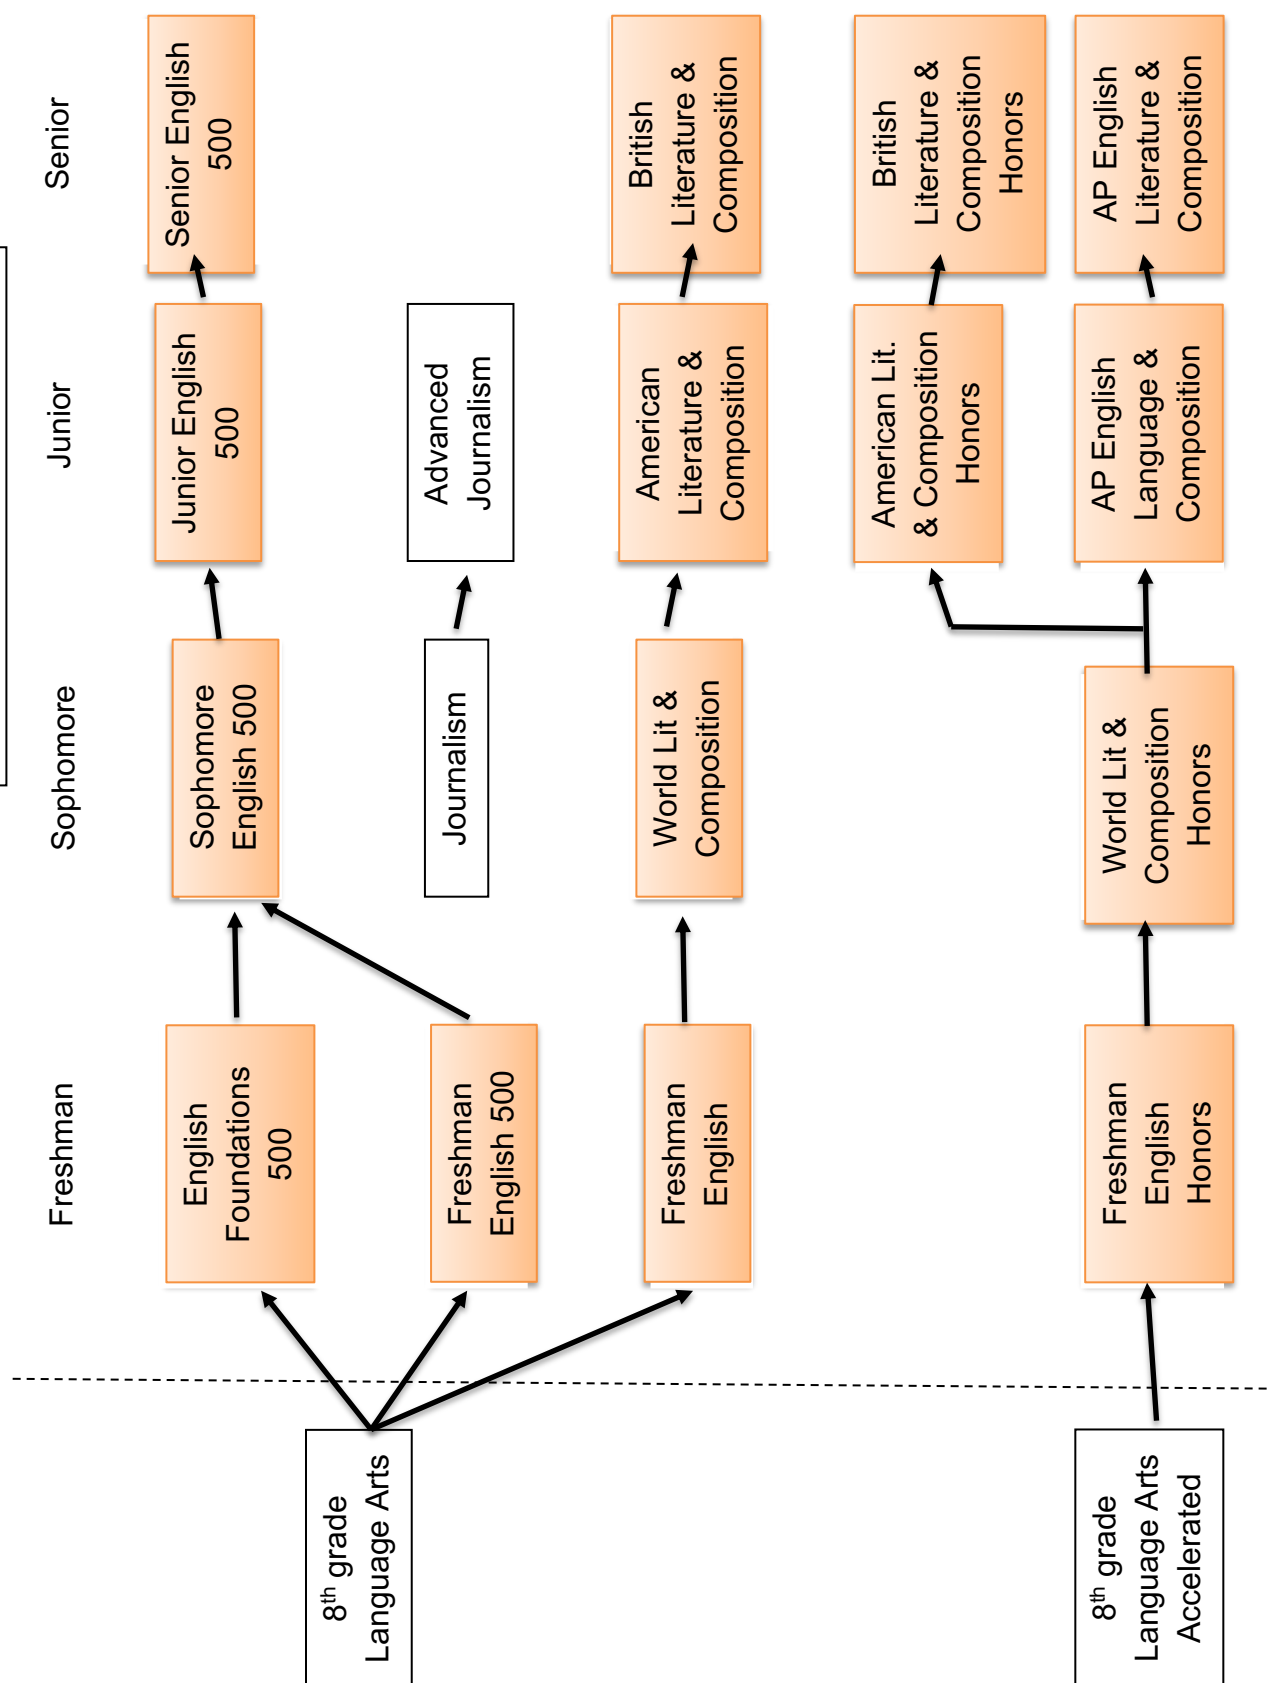 Freshman
Sophomore
Junior
Senior
English
Foundations
500
Sophomore
English 500
Junior English
500
Senior English
500
8th grade
Language Arts
Freshman
English 500
Journalism
Advanced
Journalism
Freshman
English
World Lit &
Composition
American
Literature &
Composition
British
Literature &
Composition
American Lit.
& Composition
Honors
British
Literature &
Composition
Honors
8th grade
Language Arts
Accelerated
Freshman
English
Honors
World Lit &
Composition
Honors
AP English
Language &
Composition
AP English
Literature &
Composition